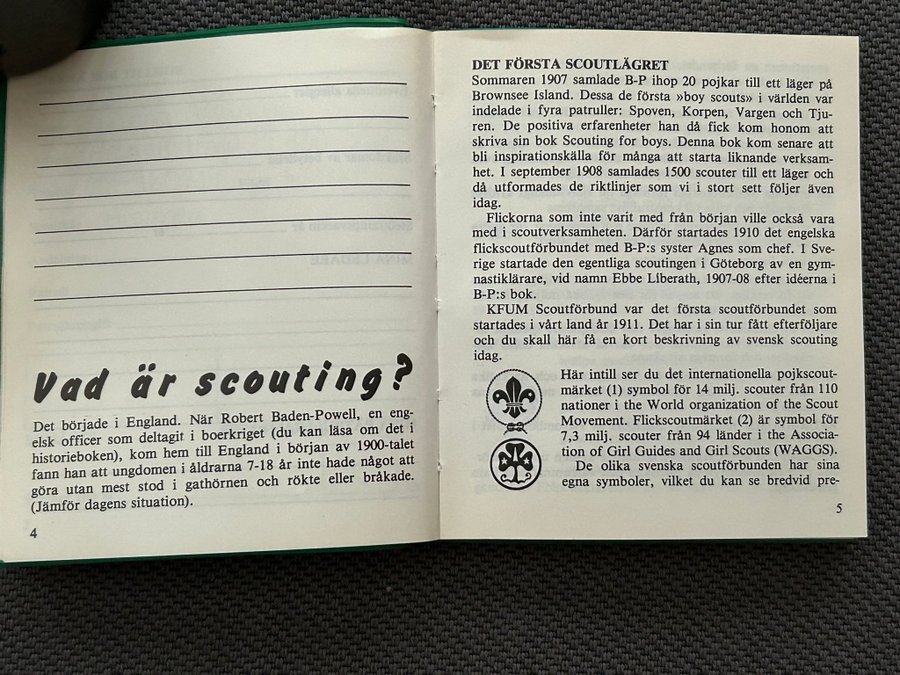 Vad är scouting?
Det började i England. När Robert Baden-Powell, en eng-
elsk officer som deltagit i boerkriget (du kan läsa om det i
historieboken), kom hem till England i början av 1900-talet
fann han att ungdomen i åldrarna 7-18 år inte hade något att
göra utan mest stod i gathörnen och rökte eller bråkade.
(Jämför dagens situation).
4
DET FÖRSTA SCOUTLÄGRET
Sommaren 1907 samlade B-P ihop 20 pojkar till ett läger på
Brownsee Island. Dessa de första »boy scouts» i världen var
indelade i fyra patruller: Spoven, Korpen, Vargen och Tju-
ren. De positiva erfarenheter han då fick kom honom att
skriva sin bok Scouting for boys. Denna bok kom senare att
bli inspirationskälla för många att starta liknande verksam-
het. I september 1908 samlades 1500 scouter till ett läger och
då utformades de riktlinjer som vi i stort sett följer även
idag.
Flickorna som inte varit med från början ville också vara
med i scoutverksamheten. Därför startades 1910 det engelska
flickscoutförbundet med B-P:s syster Agnes som chef. I Sve-
rige startade den egentliga scoutingen i Göteborg av en gym-
nastiklärare, vid namn Ebbe Liberath, 1907-08 efter idéerna i
B-P:s bok.
KFUM Scoutförbund var det första scoutförbundet som
startades i vårt land år 1911. Det har i sin tur fått efterföljare
och du skall här få en kort beskrivning av svensk scouting
idag.
Här intill ser du det internationella pojkscout-
märket (1) symbol för 14 milj. scouter från 110
nationer i the World organization of the Scout
Movement. Flickscoutmärket (2) är symbol för
7,3 milj. scouter från 94 länder i the Associa-
tion of Girl Guides and Girl Scouts (WAGGS).
De olika svenska scoutförbunden har sina
egna symboler, vilket du kan se bredvid pre-
5